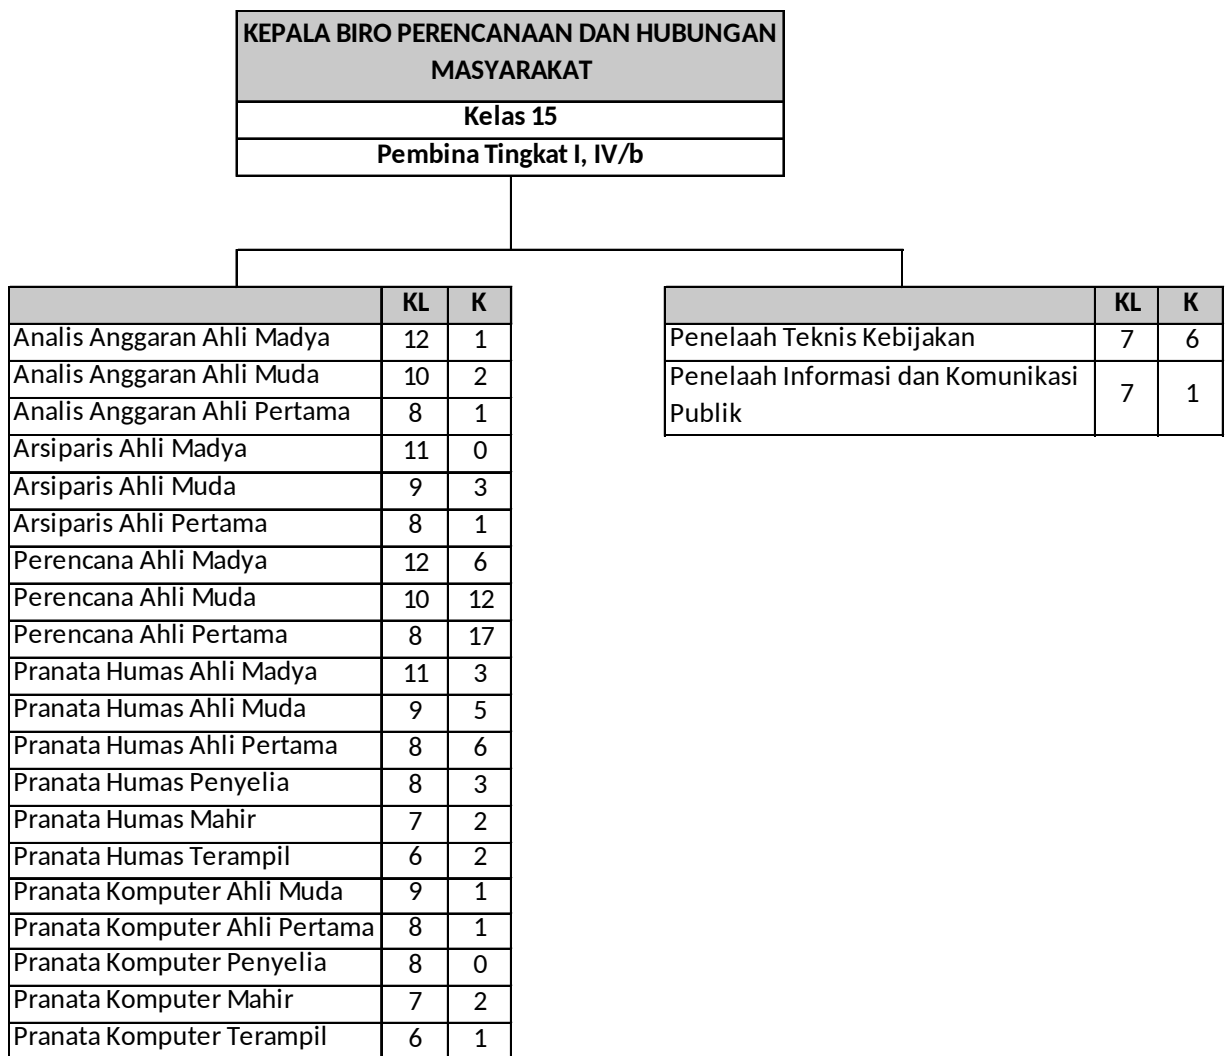 KEPALA BIRO PERENCANAAN DAN HUBUNGAN
MASYARAKAT
Kelas 15
Pembina Tingkat I, IV/b
KL K
Analis Anggaran Ahli Madya 12 1
Analis Anggaran Ahli Muda 10 2
Analis Anggaran Ahli Pertama 8 1
Arsiparis Ahli Madya 11 0
Arsiparis Ahli Muda 9 3
Arsiparis Ahli Pertama 8 1
Perencana Ahli Madya 12 6
Perencana Ahli Muda 10 12
Perencana Ahli Pertama 8 17
Pranata Humas Ahli Madya 11 3
Pranata Humas Ahli Muda 9 5
Pranata Humas Ahli Pertama 8 6
Pranata Humas Penyelia 8 3
Pranata Humas Mahir 7 2
Pranata Humas Terampil 6 2
Pranata Komputer Ahli Muda 9 1
Pranata Komputer Ahli Pertama 8 1
Pranata Komputer Penyelia 8 0
Pranata Komputer Mahir 7 2
Pranata Komputer Terampil 6 1
KL K
Penelaah Teknis Kebijakan 7 6
Penelaah Informasi dan Komunikasi
Publik 7 1